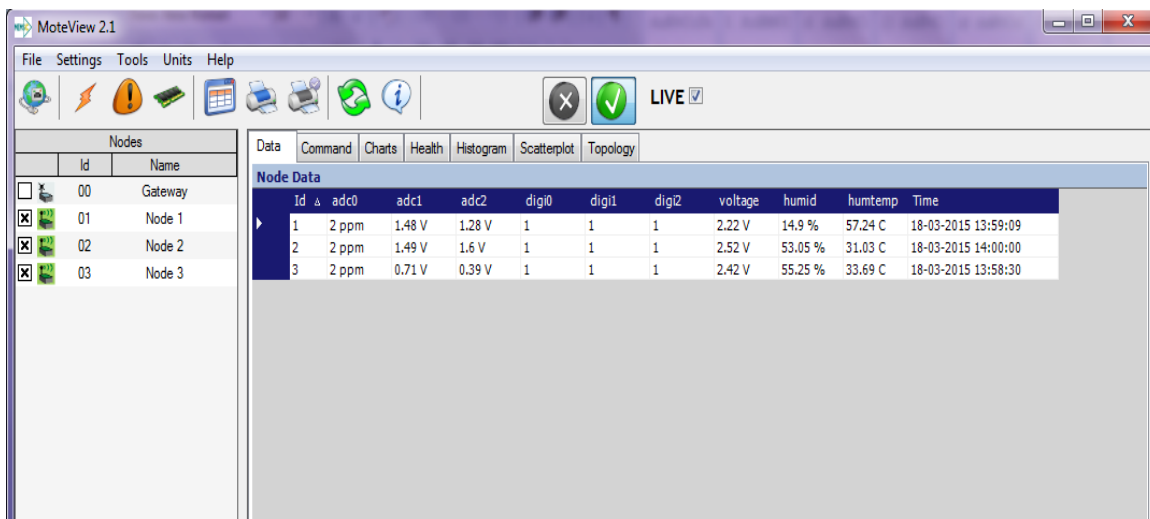 MoteView 2.1
File Settings Tools Units Help
LIVE
Nodes
Id Name
00 Gateway
01 Node 1
02 Node 2
03 Node 3
Data Command Charts Health Histogram Scatterplot Topology
Node Data
Id adc0 adc1 adc2 digi0 digi1 digi2 voltage humid humtemp Time
1 2 ppm 1.48 V 1.28 V 1 1 1 2.22 V 14.9 % 57.24 C 18-03-2015 13:59:09
2 2 ppm 1.49 V 1.6 V 1 1 1 2.52 V 53.05 % 31.03 C 18-03-2015 14:00:00
3 2 ppm 0.71 V 0.39 V 1 1 1 2.42 V 55.25 % 33.69 C 18-03-2015 13:58:30